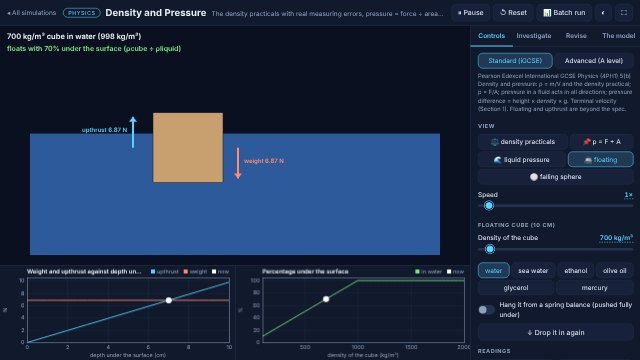 « All simulations
PHYSICS
Density and Pressure
The density practicals with real measuring errors, pressure = force ÷ area...
⏸ Pause
↺ Reset
Batch run
700 kg/m³ cube in water (998 kg/m³)
floats with 70% under the surface (ρcube ÷ ρliquid)
upthrust 6.87 N
weight 6.87 N
Weight and upthrust against depth un...
upthrust
weight
now
10
8
6
4
2
0
N
0
2
4
6
8
10
depth under the surface (cm)
Percentage under the surface
in water
now
100
80
60
40
20
0
%
500
1000
1500
2000
density of the cube (kg/m³)
Controls
Investigate
Revise
The model
Standard (iGCSE)
Advanced (A level)
Pearson Edexcel International GCSE Physics (4PH1) 5(b)
Density and pressure: ρ = m/V and the density practical;
p = F/A; pressure in a fluid acts in all directions; pressure
difference = height × density × g. Terminal velocity
(Section 1). Floating and upthrust are beyond the spec.
VIEW
density practicals
p = F ÷ A
liquid pressure
floating
falling sphere
Speed
1×
FLOATING CUBE (10 CM)
Density of the cube
700 kg/m³
water
sea water
ethanol
olive oil
glycerol
mercury
Hang it from a spring balance (pushed fully
under)
↓ Drop it in again
READINGS